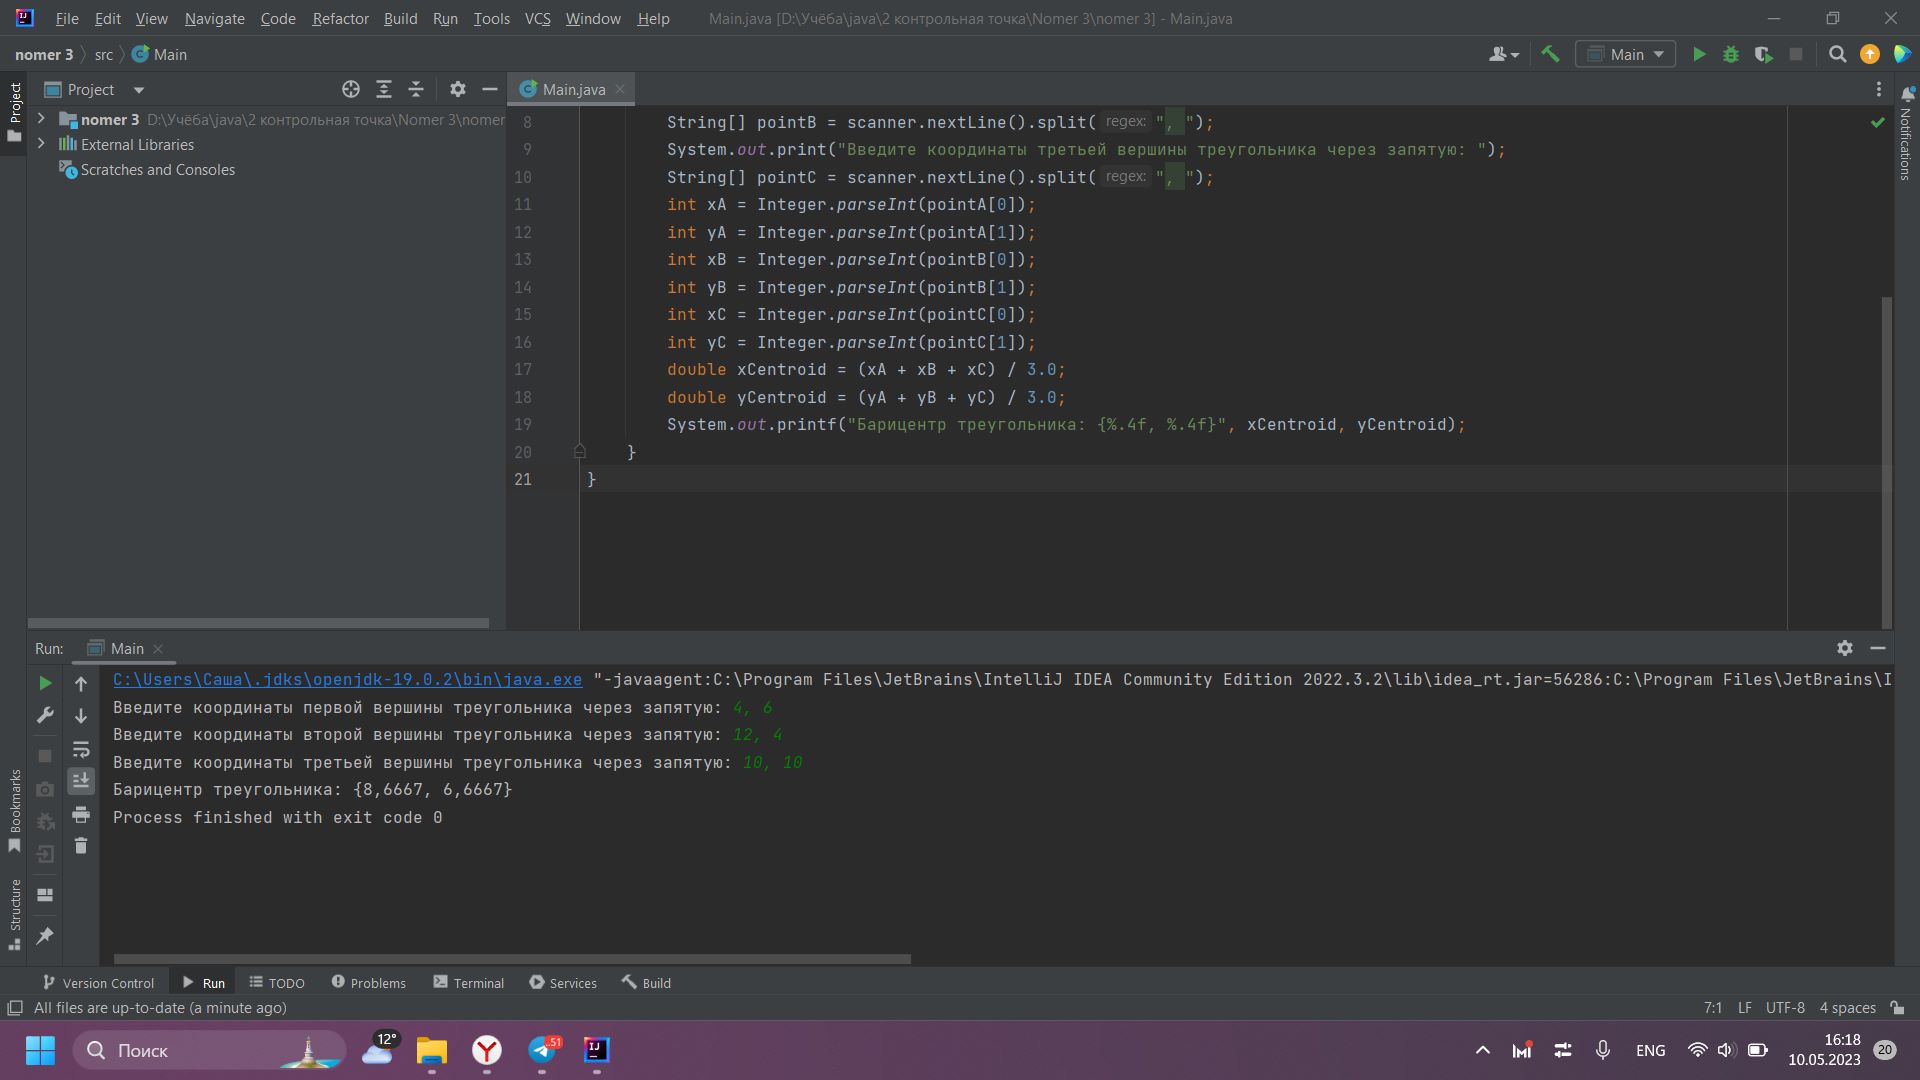 File Edit View Navigate Code Refactor Build Run Tools VCS Window Help Main.java [D:\Учёба\java\2 контрольная точка\Nomer 3\nomer 3] - Main.java
nomer 3 src Main Main
Project Main.java
Project
nomer 3 D:\Учёба\java\2 контрольная точка\Nomer 3\nomer
External Libraries
Scratches and Consoles
Notifications
8 String[] pointB = scanner.nextLine().split( regex: ", ");
9 System.out.print("Введите координаты третьей вершины треугольника через запятую: ");
10 String[] pointC = scanner.nextLine().split( regex: ", ");
11 int xA = Integer.parseInt(pointA[0]);
12 int yA = Integer.parseInt(pointA[1]);
13 int xB = Integer.parseInt(pointB[0]);
14 int yB = Integer.parseInt(pointB[1]);
15 int xC = Integer.parseInt(pointC[0]);
16 int yC = Integer.parseInt(pointC[1]);
17 double xCentroid = (xA + xB + xC) / 3.0;
18 double yCentroid = (yA + yB + yC) / 3.0;
19 System.out.printf("Барицентр треугольника: {%.4f, %.4f}", xCentroid, yCentroid);
20 }
21 }
Run: Main
C:\Users\Саша\.jdks\openjdk-19.0.2\bin\java.exe "-javaagent:C:\Program Files\JetBrains\IntelliJ IDEA Community Edition 2022.3.2\lib\idea_rt.jar=56286:C:\Program Files\JetBrains\I
Введите координаты первой вершины треугольника через запятую: 4, 6
Введите координаты второй вершины треугольника через запятую: 12, 4
Введите координаты третьей вершины треугольника через запятую: 10, 10
Барицентр треугольника: {8,6667, 6,6667}
Process finished with exit code 0
Bookmarks
Structure
Version Control Run TODO Problems Terminal Services Build
All files are up-to-date (a minute ago) 7:1 LF UTF-8 4 spaces
Поиск 12° 51 ENG 16:18 20
10.05.2023